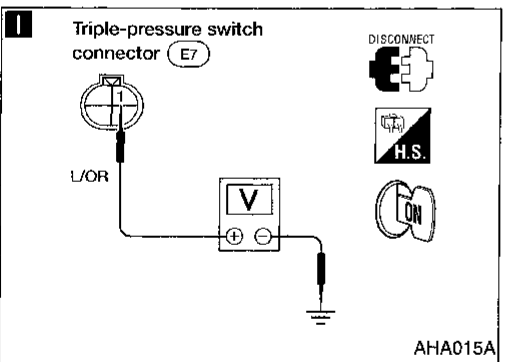 I
Triple-pressure switch
connector E7
DISCONNECT
1
H.S.
L/OR
V
ON
AHA015A